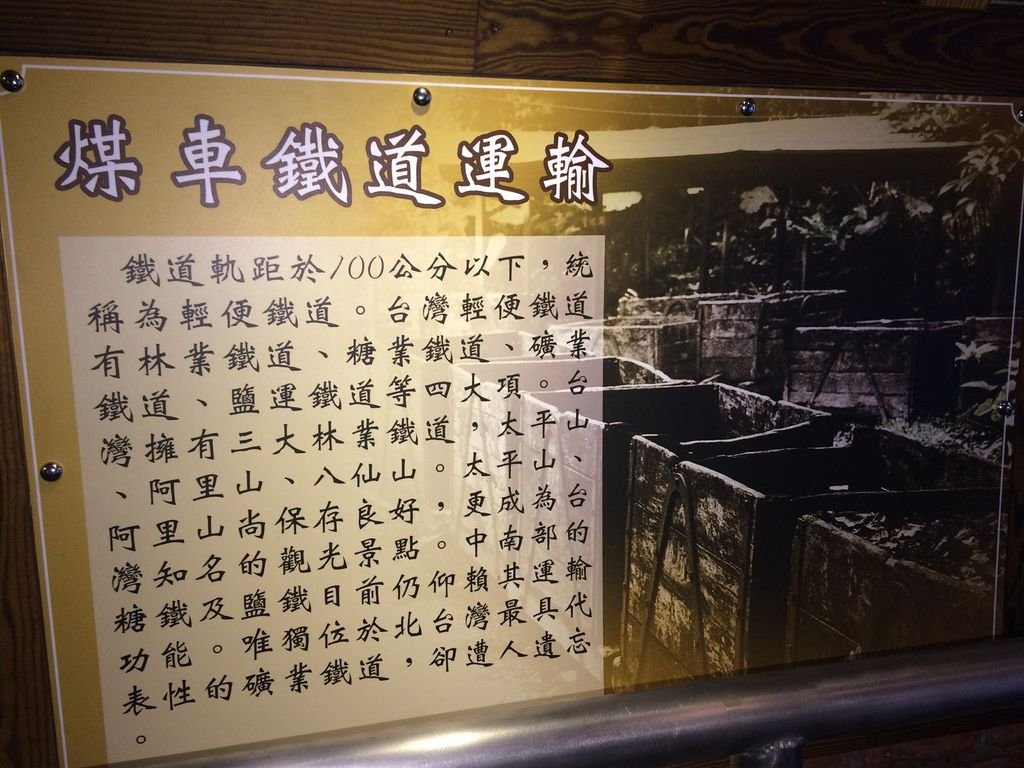 煤車鐵道運輸
鐵道軌距於100公分以下，統
稱為輕便鐵道。台灣輕便鐵道
有林業鐵道、糖業鐵道、礦業
鐵道、鹽運鐵道等四大項。台
灣擁有三大林業鐵道，太平山
、阿里山、八仙山。太平山、
阿里山尚保存良好，更成為台
灣知名的觀光景點。中南部的
糖鐵及鹽鐵目前仍仰賴其運輸
功能。唯獨位於北台灣最具代
表性的礦業鐵道，卻遭人遺忘
。